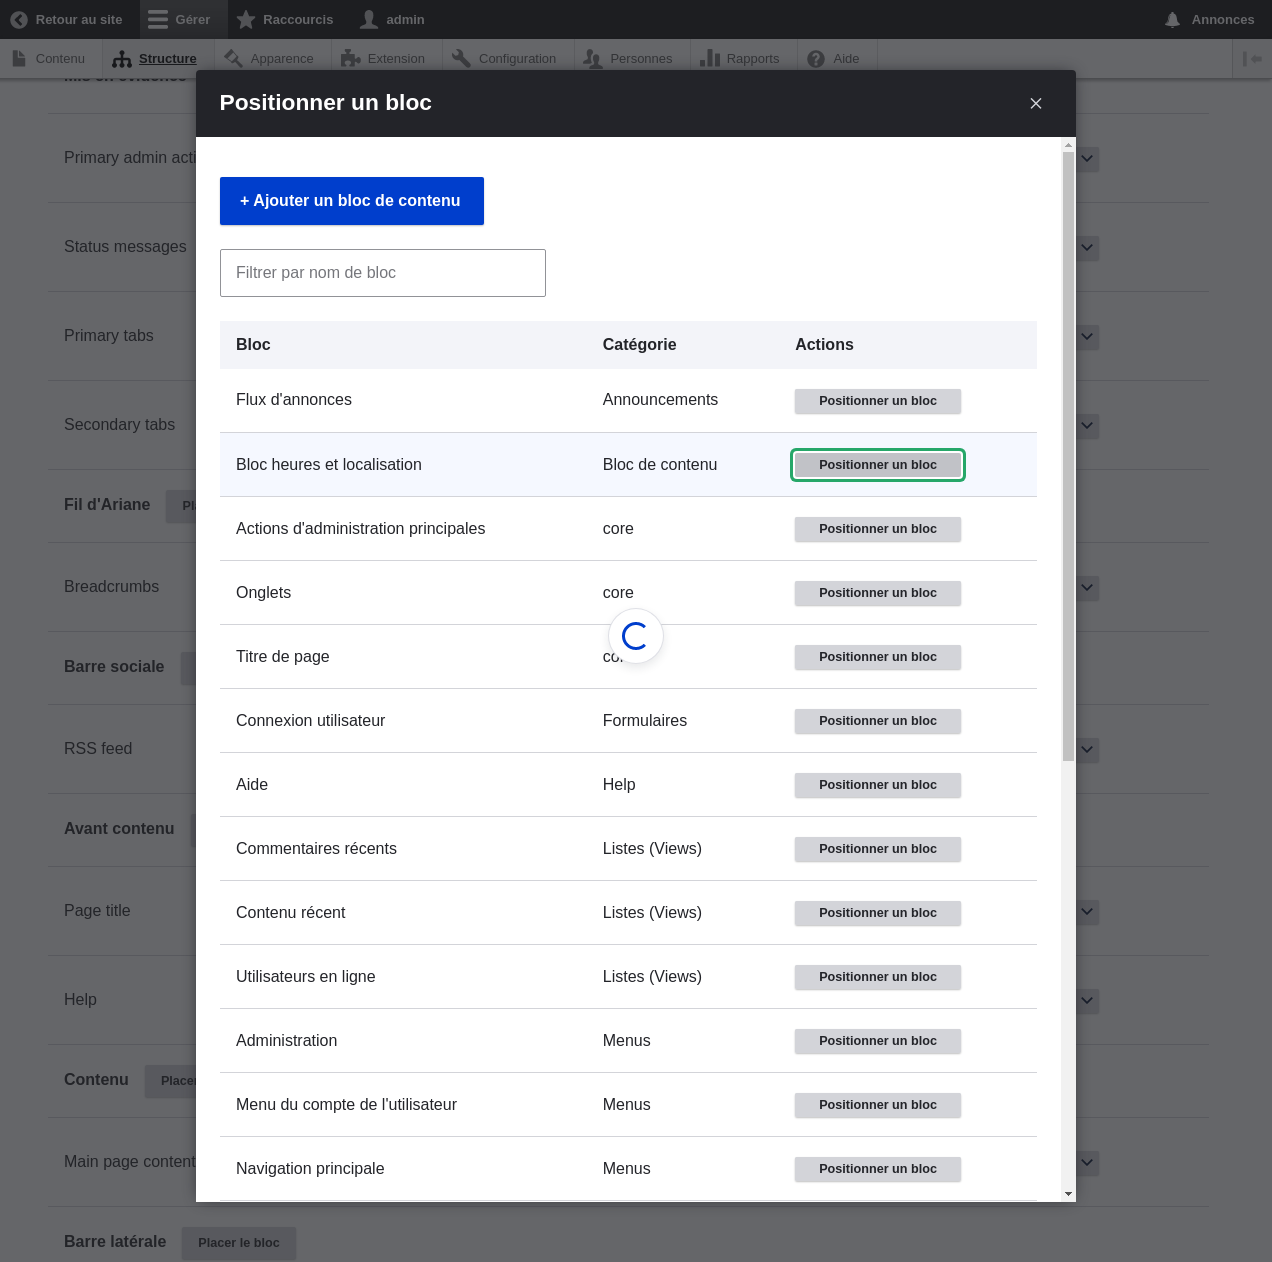 Retour au site
Gérer
Raccourcis
admin
Annonces
Contenu
Structure
Apparence
Extension
Configuration
Personnes
Rapports
Aide
Positionner un bloc
+ Ajouter un bloc de contenu
Filtrer par nom de bloc
Bloc Catégorie Actions
Flux d'annonces Announcements Positionner un bloc
Bloc heures et localisation Bloc de contenu Positionner un bloc
Actions d'administration principales core Positionner un bloc
Onglets core Positionner un bloc
Titre de page Positionner un bloc
Connexion utilisateur Formulaires Positionner un bloc
Aide Help Positionner un bloc
Commentaires récents Listes (Views) Positionner un bloc
Contenu récent Listes (Views) Positionner un bloc
Utilisateurs en ligne Listes (Views) Positionner un bloc
Administration Menus Positionner un bloc
Menu du compte de l'utilisateur Menus Positionner un bloc
Navigation principale Menus Positionner un bloc
Primary admin
Status messages
Primary tabs
Secondary tabs
Fil d'Ariane
Breadcrumbs
Barre sociale
RSS feed
Avant contenu
Page title
Help
Contenu Placer
Main page content
Barre latérale Placer le bloc